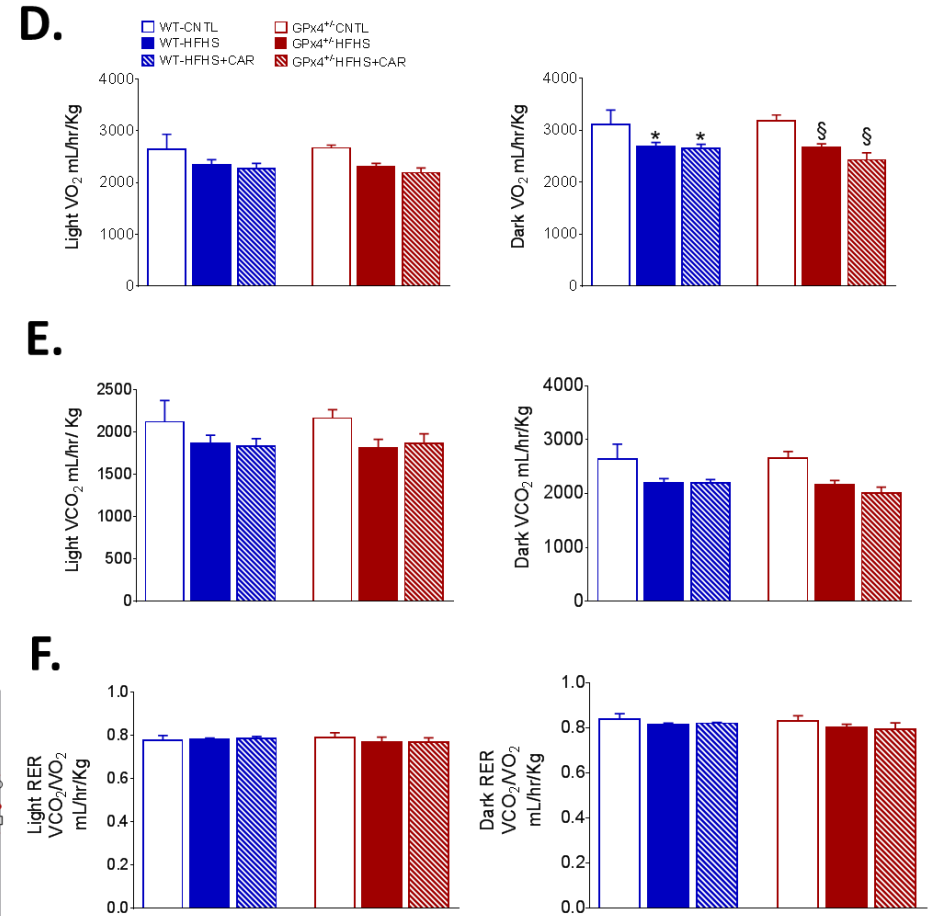 D.
WT-CNTL
WT-HFHS
WT-HFHS+CAR
GPx4+/-CNTL
GPx4+/-HFHS
GPx4+/-HFHS+CAR
Light VO2 mL/hr/Kg
4000
3000
2000
1000
0
Dark VO2 mL/hr/Kg
4000
3000
2000
1000
0
* * § §
E.
Light VCO2 mL/hr/ Kg
2500
2000
1500
1000
500
0
Dark VCO2 mL/hr/Kg
4000
3000
2000
1000
0
F.
Light RER
VCO2/VO2
mL/hr/Kg
1.0
0.8
0.6
0.4
0.2
0.0
Dark RER
VCO2/VO2
mL/hr/Kg
1.0
0.8
0.6
0.4
0.2
0.0